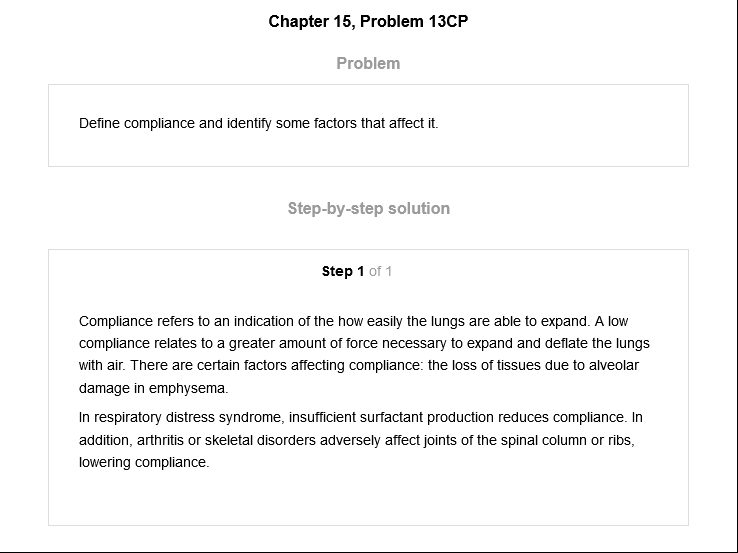 Chapter 15, Problem 13CP
Problem
Define compliance and identify some factors that affect it.
Step-by-step solution
Step 1 of 1
Compliance refers to an indication of the how easily the lungs are able to expand. A low
compliance relates to a greater amount of force necessary to expand and deflate the lungs
with air. There are certain factors affecting compliance: the loss of tissues due to alveolar
damage in emphysema.
In respiratory distress syndrome, insufficient surfactant production reduces compliance. In
addition, arthritis or skeletal disorders adversely affect joints of the spinal column or ribs,
lowering compliance.